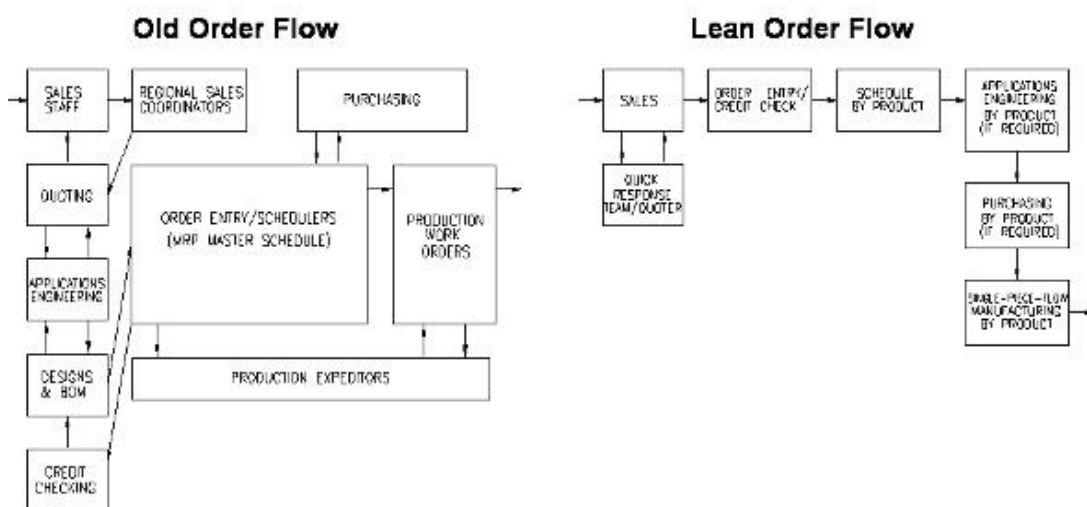 Old Order Flow
SALES
STAFF
REGIONAL SALES
COORDINATORS
PURCHASING
QUOTING
ORDER ENTRY/SCHEDULERS
(MRP MASTER SCHEDULE)
PRODUCTION
WORK
ORDERS
APPLICATIONS
ENGINEERING
DESIGNS
& BOM
PRODUCTION EXPEDITORS
CREDIT
CHECKING
Lean Order Flow
SALES
ORDER ENTRY/
CREDIT CHECK
SCHEDULE
BY PRODUCT
APPLICATIONS
ENGINEERING
BY PRODUCT
(IF REQUIRED)
QUICK
RESPONSE
TEAM/QUOTER
PURCHASING
BY PRODUCT
(IF REQUIRED)
SINGLE-PIECE-FLOW
MANUFACTURING
BY PRODUCT